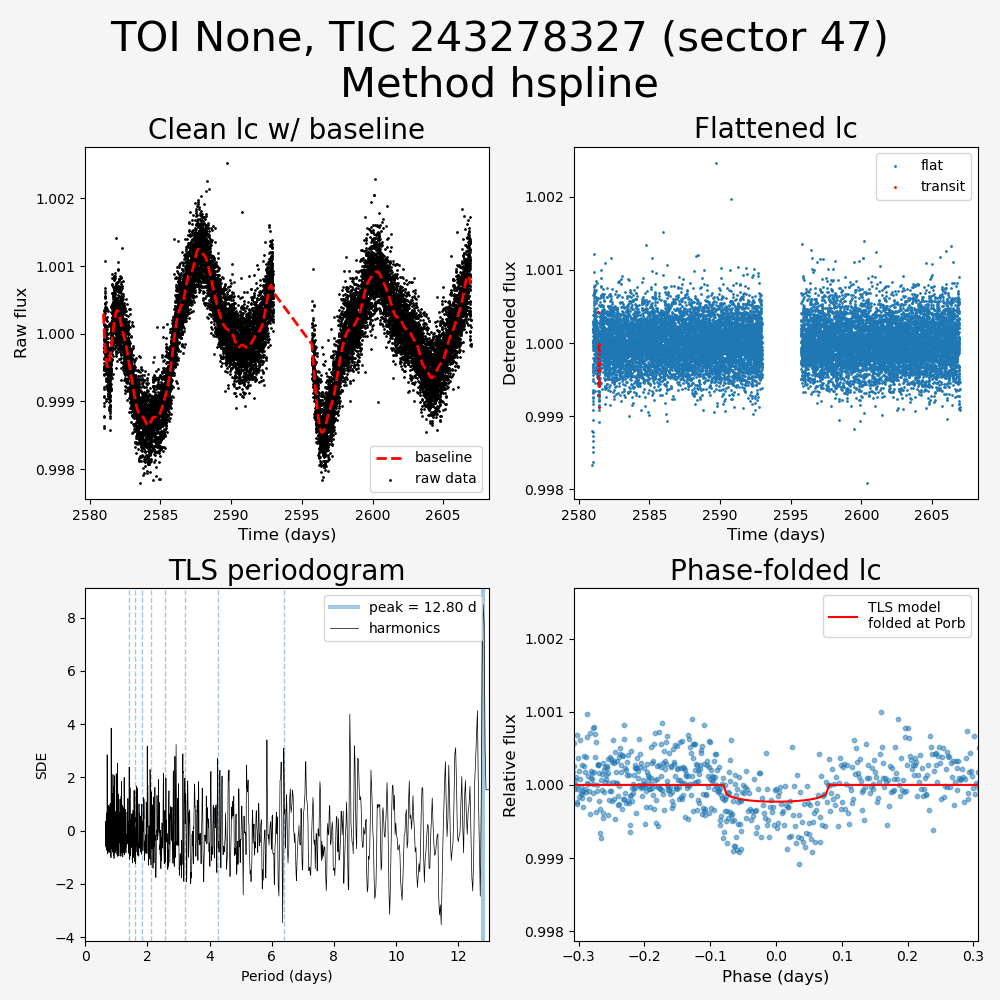 TOI None, TIC 243278327 (sector 47)
Method hspline
Clean lc w/ baseline
Raw flux
1.002
1.001
1.000
0.999
0.998
2580
2585
2590
2595
2600
2605
Time (days)
baseline
raw data
Flattened lc
Detrended flux
1.002
1.001
1.000
0.999
0.998
2580
2585
2590
2595
2600
2605
Time (days)
flat
transit
TLS periodogram
SDE
8
6
4
2
0
−2
−4
0
2
4
6
8
10
12
Period (days)
peak = 12.80 d
harmonics
Phase-folded lc
Relative flux
1.002
1.001
1.000
0.999
0.998
−0.3
−0.2
−0.1
0.0
0.1
0.2
0.3
Phase (days)
TLS model
folded at Porb